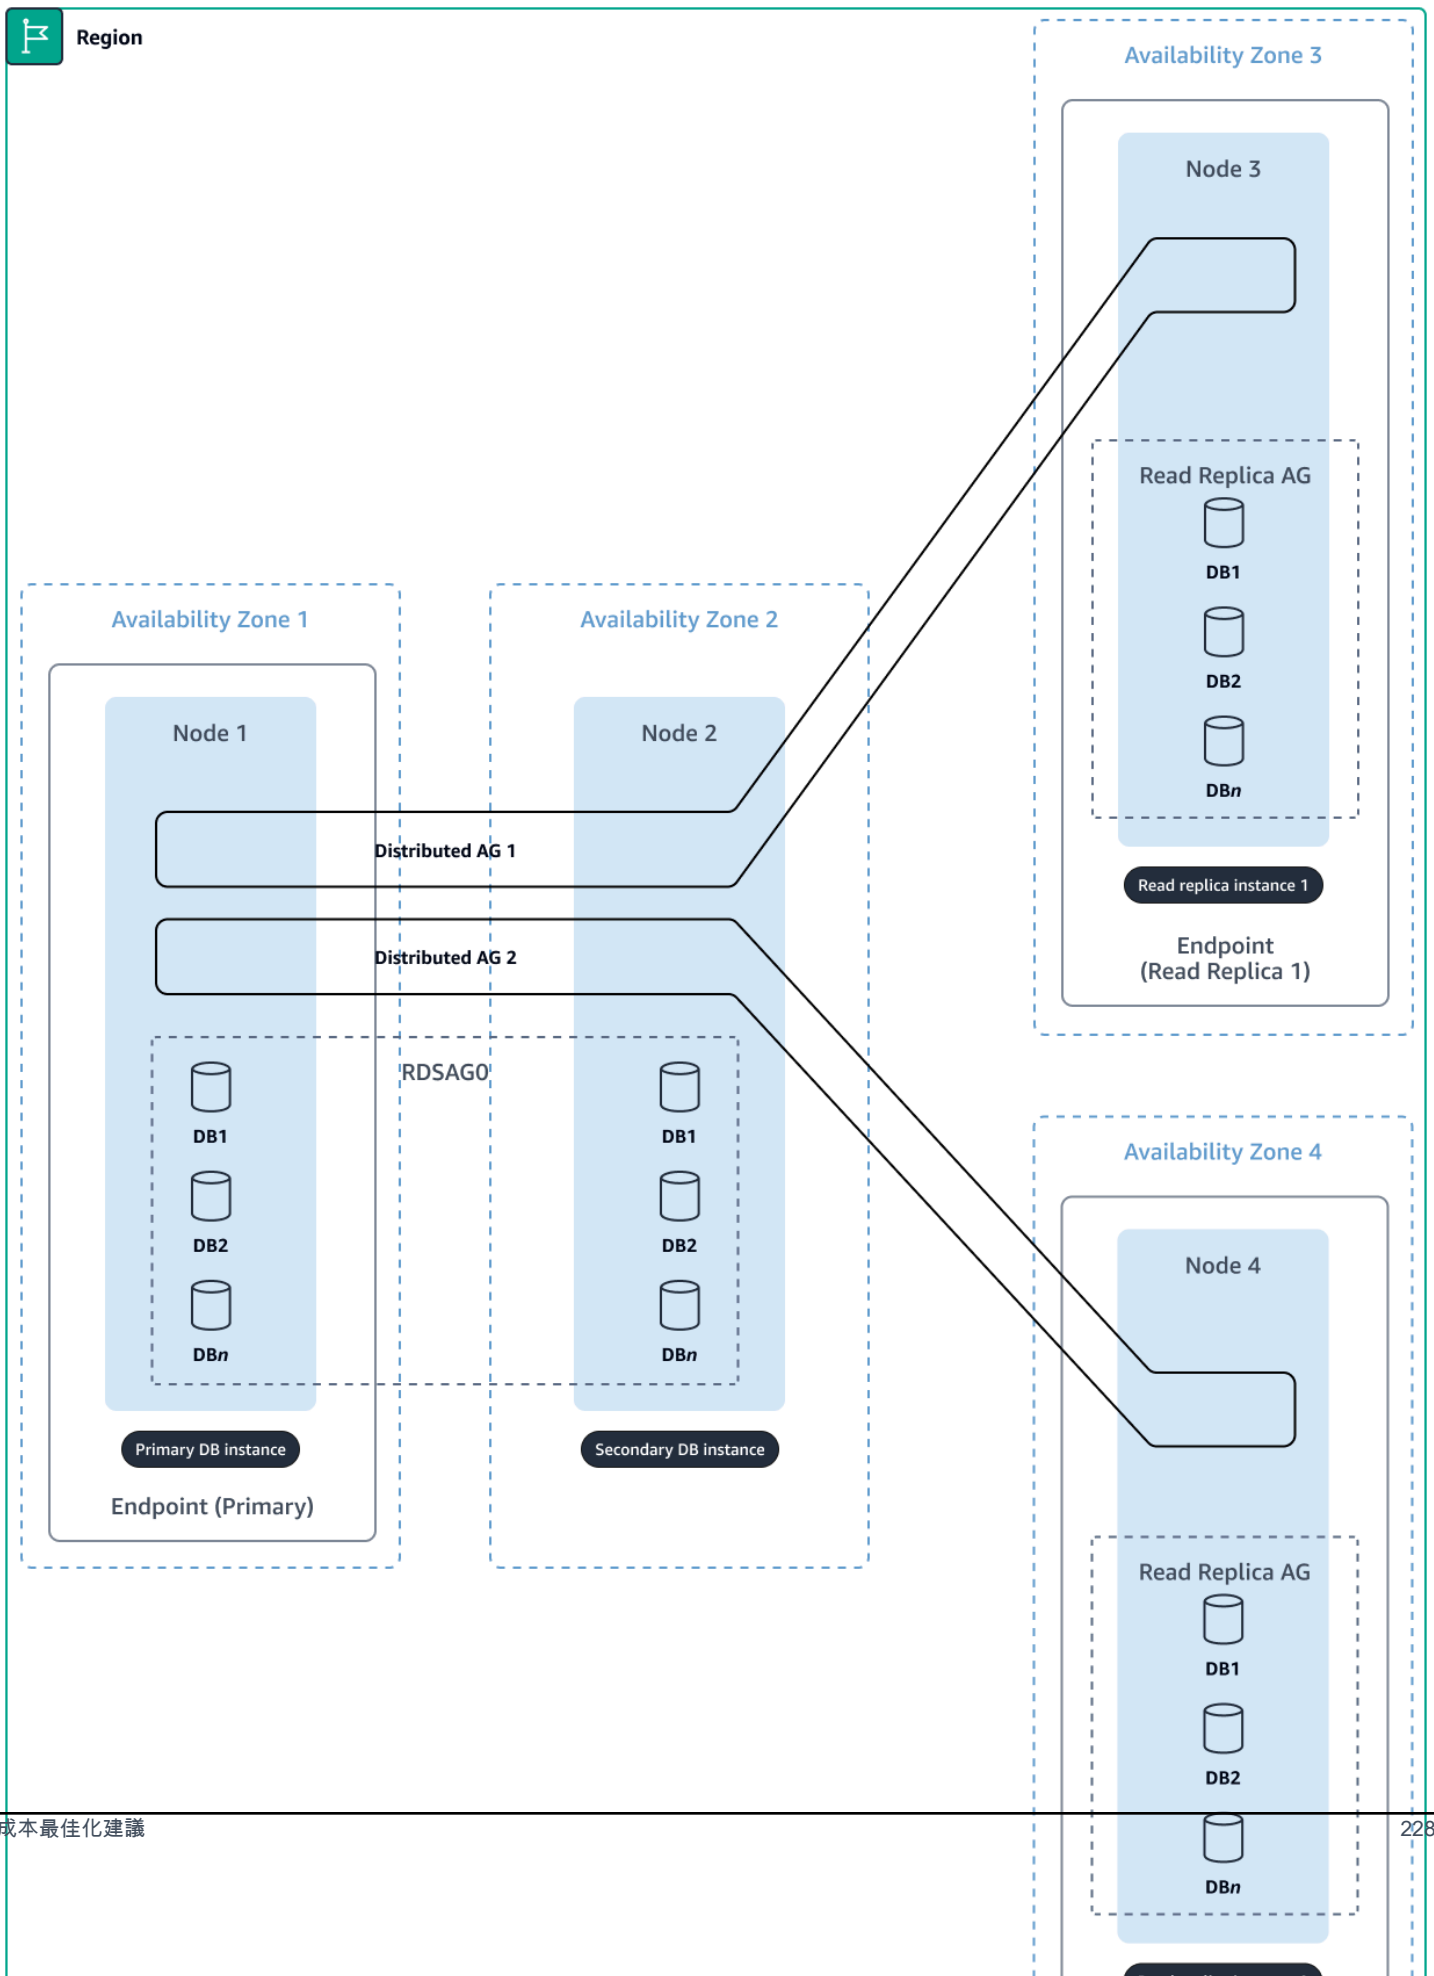 Region
Availability Zone 3
Node 3
Read Replica AG
DB1
DB2
DBn
Read replica instance 1
Endpoint
(Read Replica 1)
Availability Zone 1
Node 1
Availability Zone 2
Node 2
Distributed AG 1
Distributed AG 2
RDSAG0
DB1
DB2
DBn
DB1
DB2
DBn
Primary DB instance
Endpoint (Primary)
Secondary DB instance
Availability Zone 4
Node 4
Read Replica AG
DB1
DB2
DBn
成本最佳化建議
228